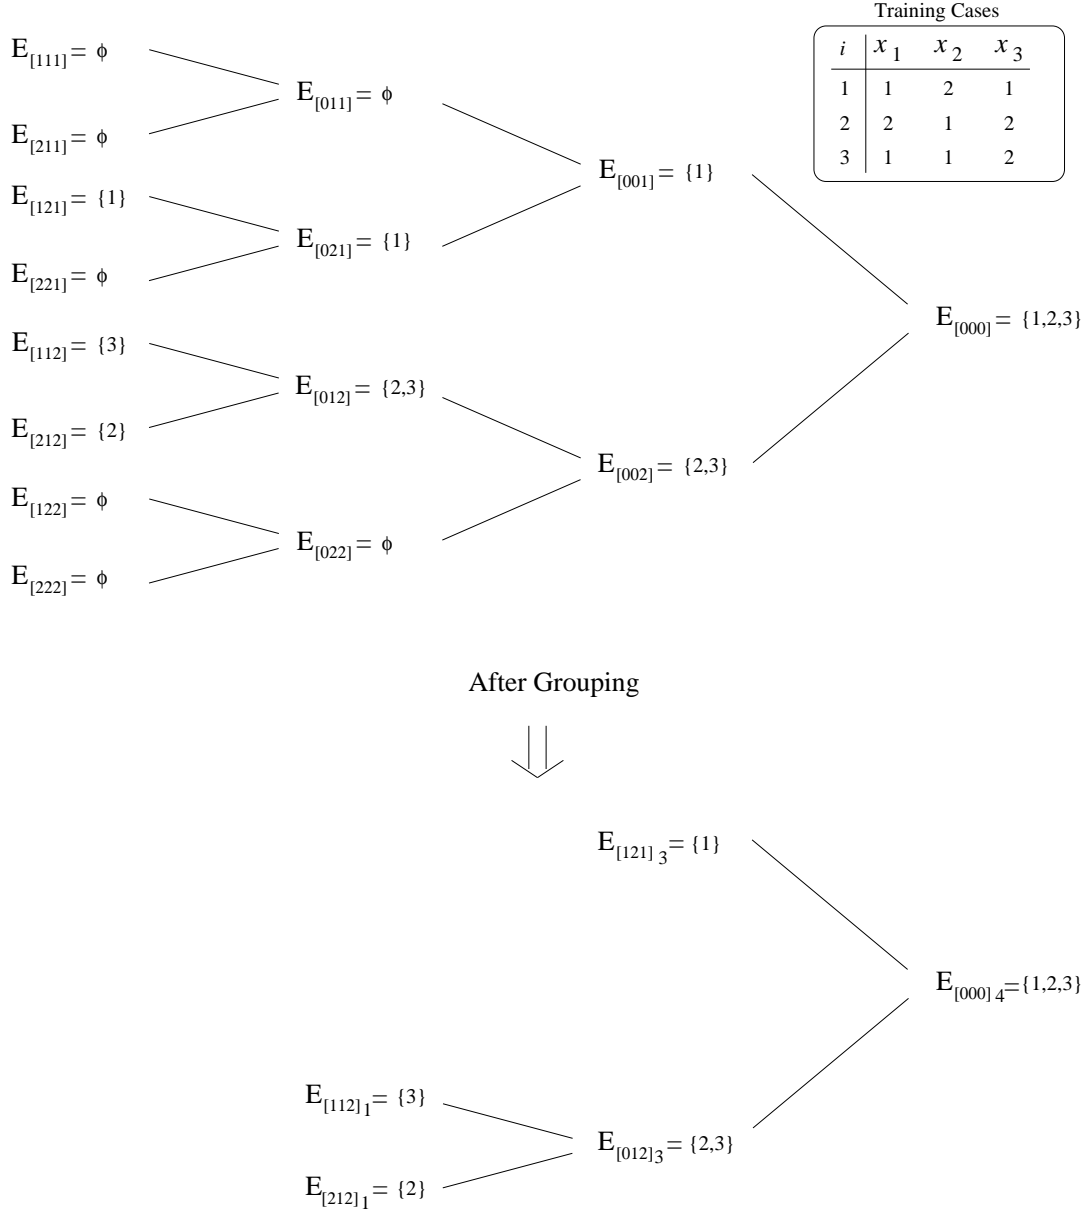 Training Cases
i x 1 x 2 x 3
1 1 2 1
2 2 1 2
3 1 1 2
E[111] = ϕ
E[011] = ϕ
E[211] = ϕ
E[001] = {1}
E[121] = {1}
E[021] = {1}
E[221] = ϕ
E[000] = {1,2,3}
E[112] = {3}
E[012] = {2,3}
E[212] = {2}
E[002] = {2,3}
E[122] = ϕ
E[022] = ϕ
E[222] = ϕ
After Grouping
E[121] 3 = {1}
E[000] 4 = {1,2,3}
E[112] 1 = {3}
E[012] 3 = {2,3}
E[212] 1 = {2}